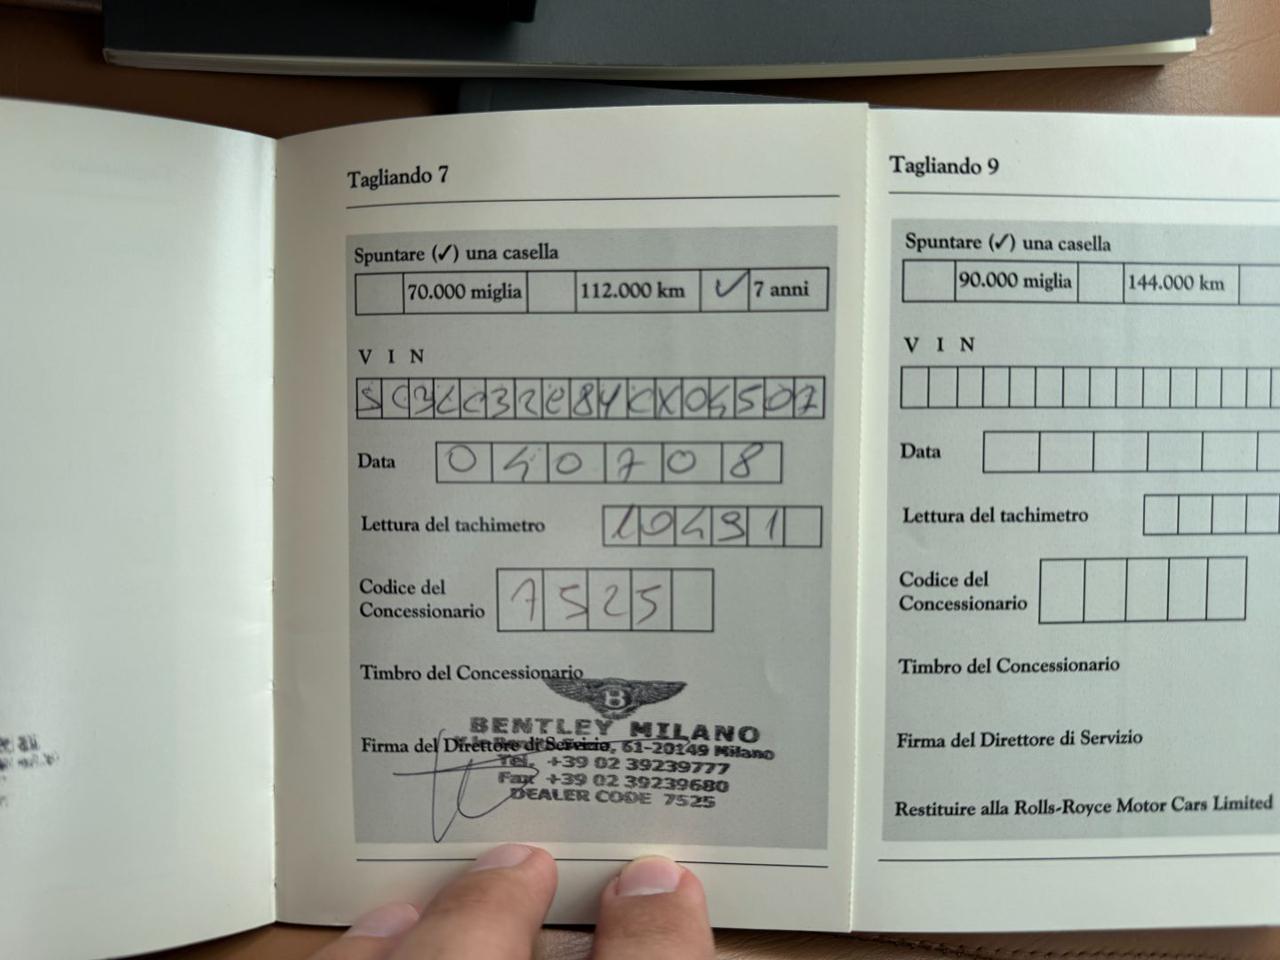 Tagliando 7
Spuntare (✓) una casella
70.000 miglia 112.000 km ✓ 7 anni
V I N
Data 040708
Lettura del tachimetro 10491
Codice del
Concessionario 7525
Timbro del Concessionario
B
BENTLEY MILANO
Firma del Direttore di Servizio
61-20149 Milano
Tel. +39 02 39239777
Fax +39 02 39239680
DEALER CODE 7525
Tagliando 9
Spuntare (✓) una casella
90.000 miglia 144.000 km
V I N
Data
Lettura del tachimetro
Codice del
Concessionario
Timbro del Concessionario
Firma del Direttore di Servizio
Restituire alla Rolls-Royce Motor Cars Limited